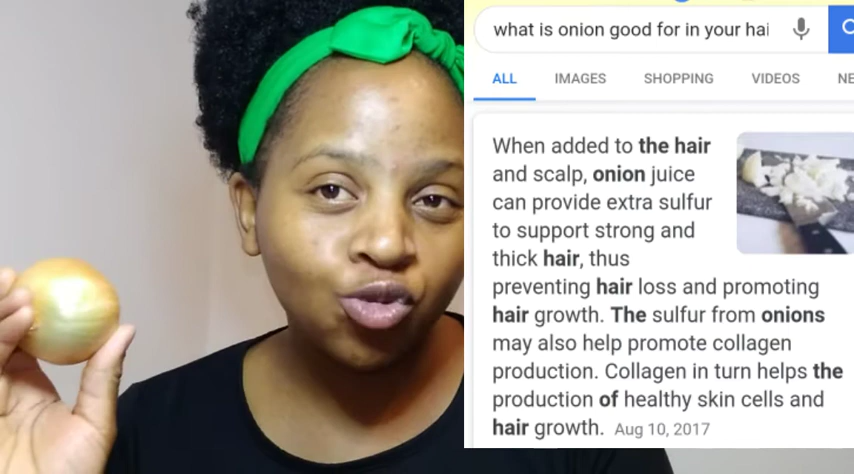 what is onion good for in your hai
ALL IMAGES SHOPPING VIDEOS NE
When added to the hair
and scalp, onion juice
can provide extra sulfur
to support strong and
thick hair, thus
preventing hair loss and promoting
hair growth. The sulfur from onions
may also help promote collagen
production. Collagen in turn helps the
production of healthy skin cells and
hair growth. Aug 10, 2017